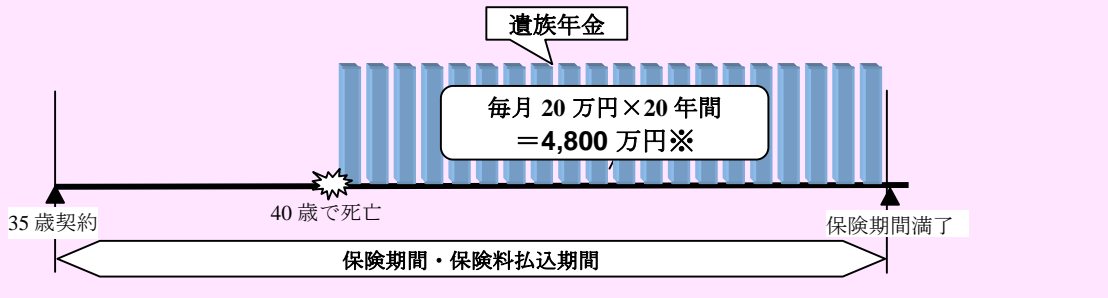 遺族年金
毎月 20 万円×20 年間
＝4,800 万円※
40 歳で死亡
35 歳契約
保険期間満了
保険期間・保険料払込期間